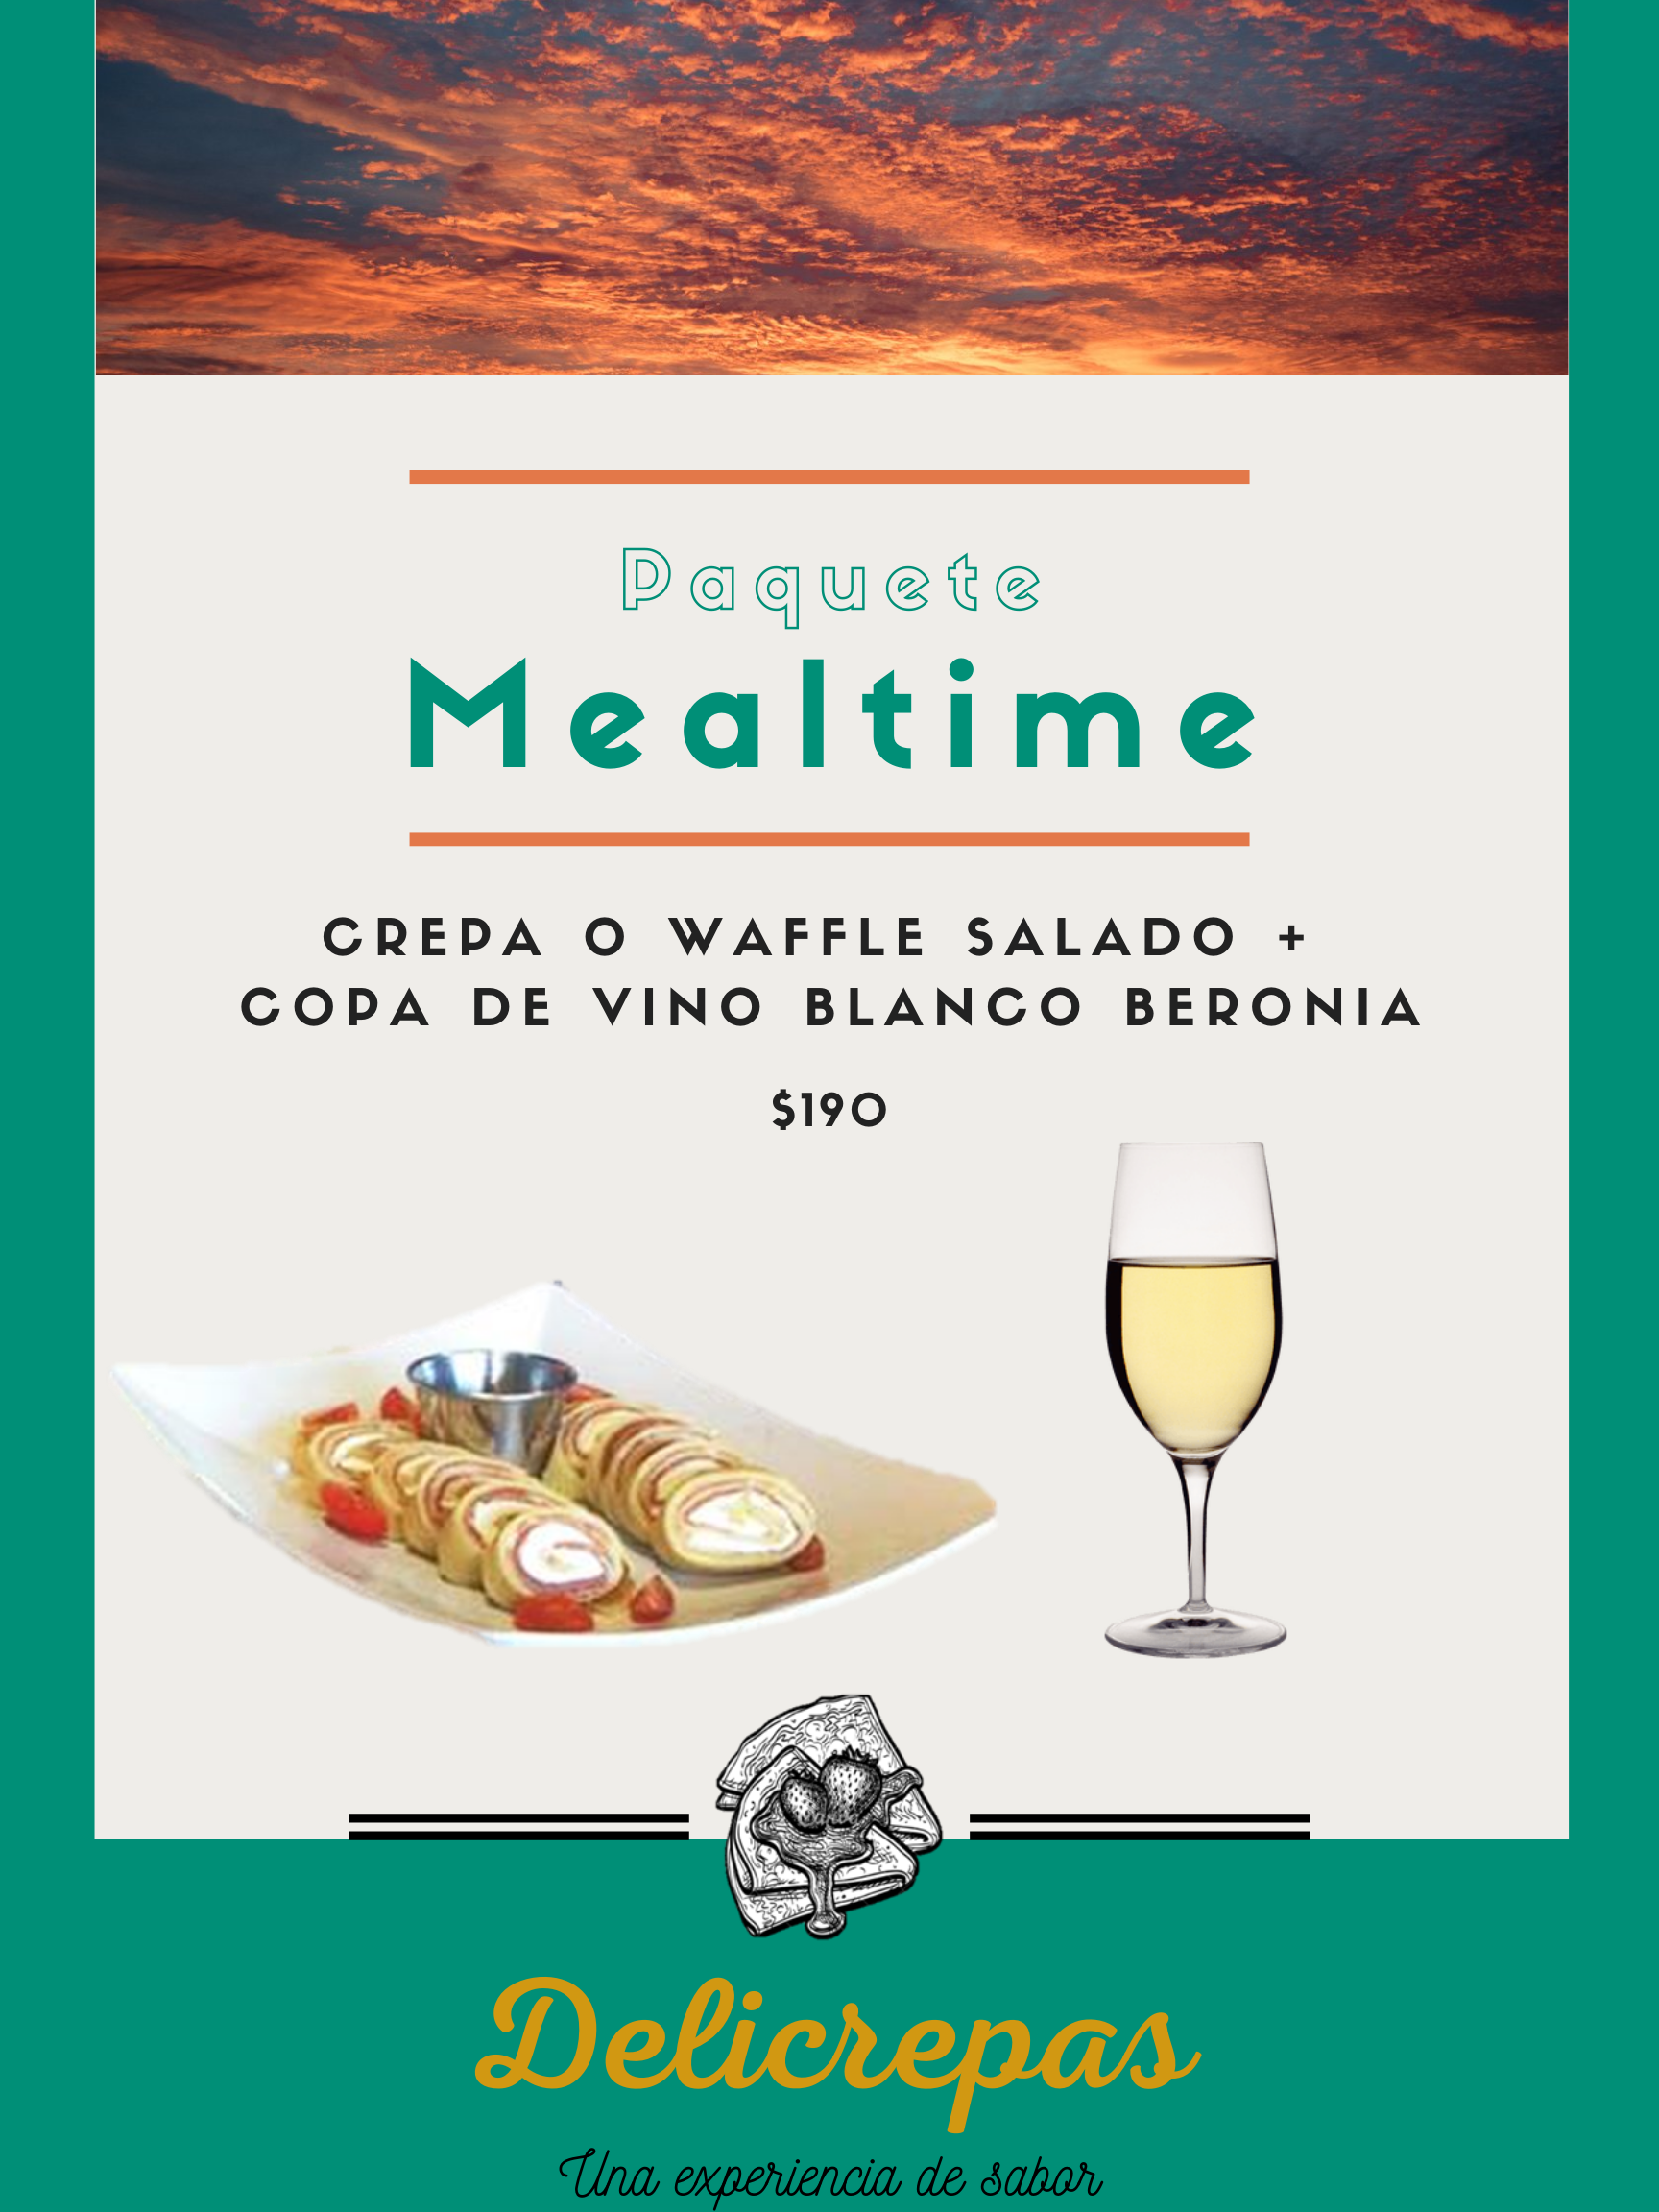 Paquete
Mealtime
CREPA O WAFFLE SALADO +
COPA DE VINO BLANCO BERONIA
$190
Delicrepas
Una experiencia de sabor